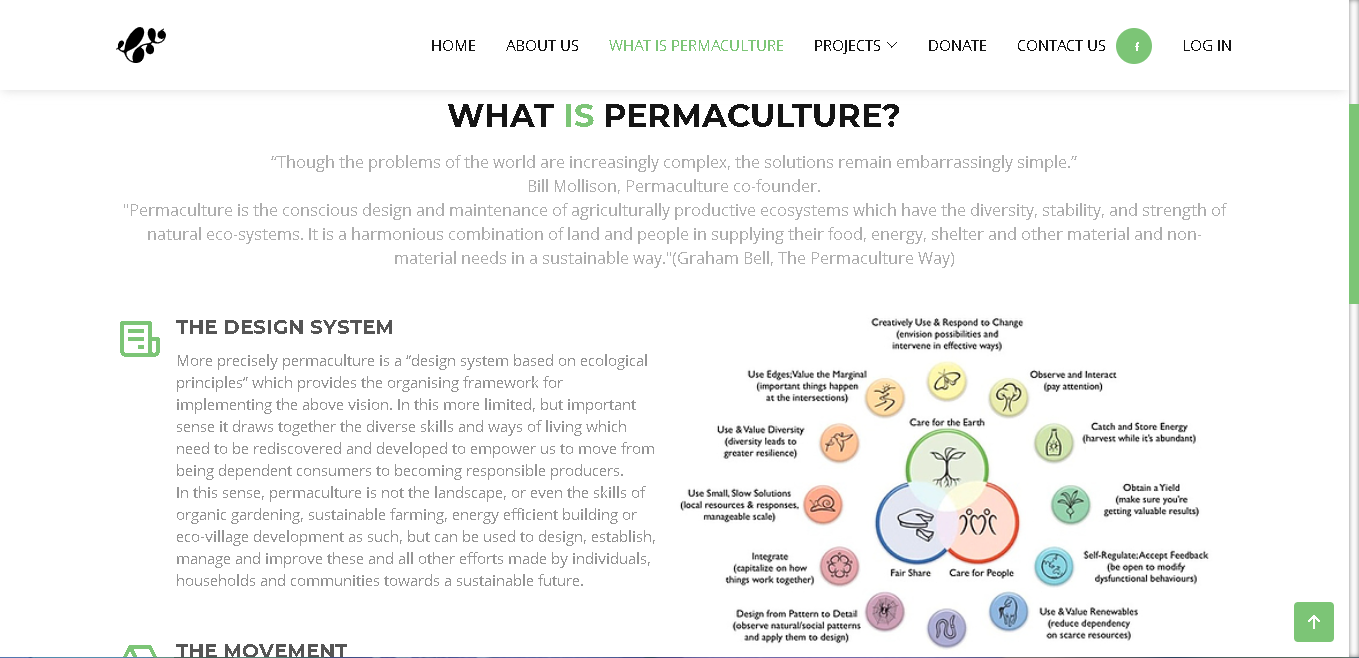 HOME ABOUT US WHAT IS PERMACULTURE PROJECTS DONATE CONTACT US f LOG IN
WHAT IS PERMACULTURE?
“Though the problems of the world are increasingly complex, the solutions remain embarrassingly simple.”
Bill Mollison, Permaculture co-founder.
"Permaculture is the conscious design and maintenance of agriculturally productive ecosystems which have the diversity, stability, and strength of
natural eco-systems. It is a harmonious combination of land and people in supplying their food, energy, shelter and other material and non-
material needs in a sustainable way."(Graham Bell, The Permaculture Way)
THE DESIGN SYSTEM
More precisely permaculture is a “design system based on ecological
principles” which provides the organising framework for
implementing the above vision. In this more limited, but important
sense it draws together the diverse skills and ways of living which
need to be rediscovered and developed to empower us to move from
being dependent consumers to becoming responsible producers.
In this sense, permaculture is not the landscape, or even the skills of
organic gardening, sustainable farming, energy efficient building or
eco-village development as such, but can be used to design, establish,
manage and improve these and all other efforts made by individuals,
households and communities towards a sustainable future.
THE MOVEMENT
Creatively Use & Respond to Change
(envision possibilities and
intervene in effective ways)
Use Edges; Value the Marginal
(important things happen
at the intersections)
Observe and Interact
(pay attention)
Use & Value Diversity
(diversity leads to
greater resilience)
Care for the Earth
Catch and Store Energy
(harvest while it's abundant)
Use Small, Slow Solutions
(local resources & responses,
manageable scale)
Obtain a Yield
(make sure you're
getting valuable results)
Integrate
(capitalize on how
things work together)
Fair Share Care for People
Self-Regulate; Accept Feedback
(be open to modify
dysfunctional behaviours)
Design from Pattern to Detail
(observe natural/social patterns
and apply them to design)
Use & Value Renewables
(reduce dependency
on scarce resources)